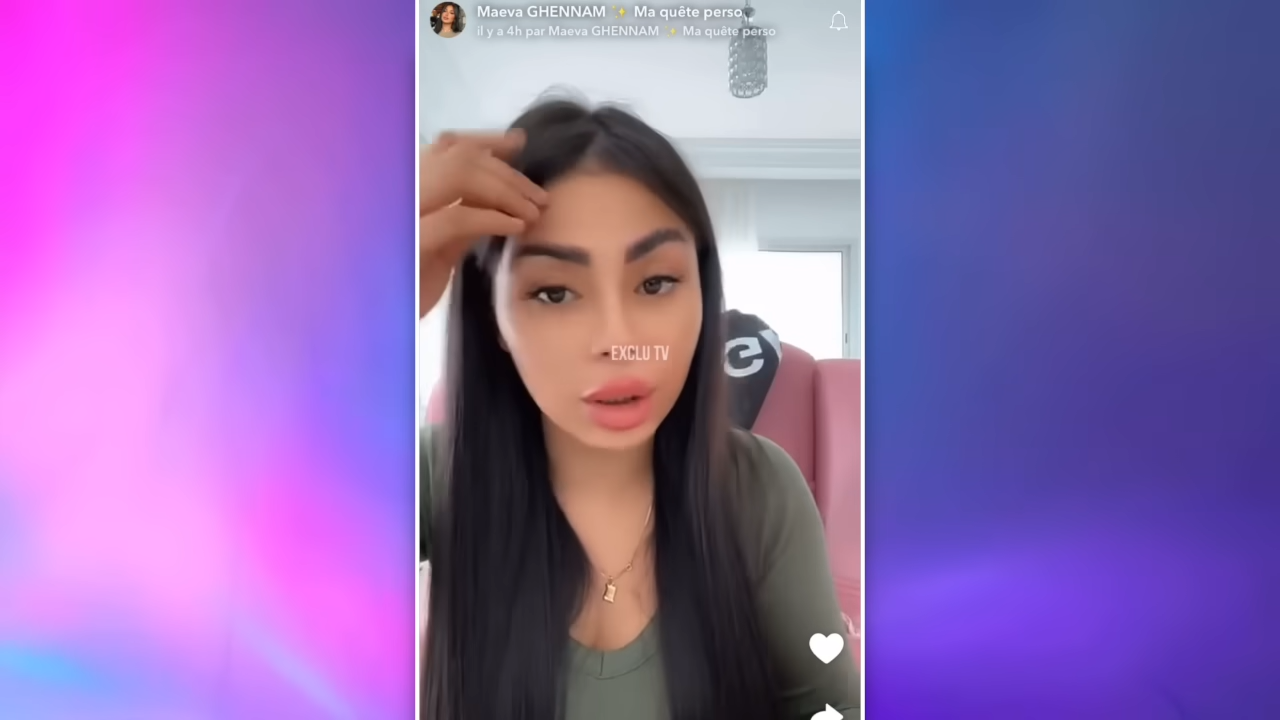 Maeva GHENNAM ✨ Ma quête perso
il y a 4h par Maeva GHENNAM ✨ Ma quête perso
EXCLU TV